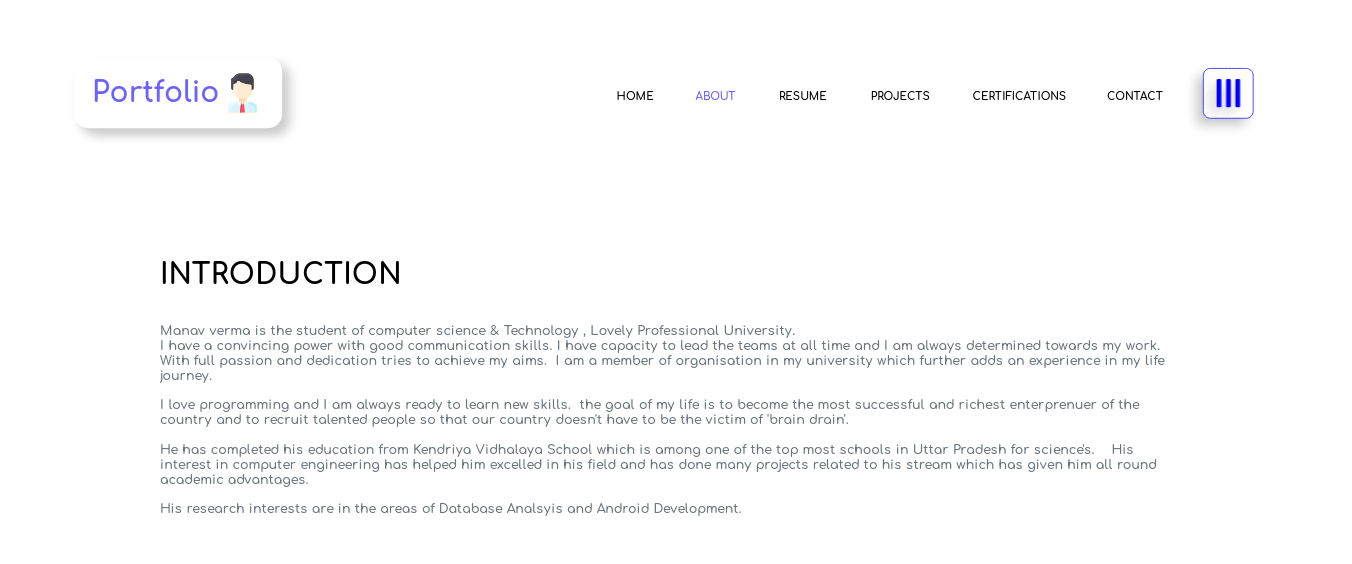 Portfolio
HOME ABOUT RESUME PROJECTS CERTIFICATIONS CONTACT
INTRODUCTION
Manav verma is the student of computer science & Technology , Lovely Professional University.
I have a convincing power with good communication skills. I have capacity to lead the teams at all time and I am always determined towards my work.
With full passion and dedication tries to achieve my aims.  I am a member of organisation in my university which further adds an experience in my life
journey.
I love programming and I am always ready to learn new skills.  the goal of my life is to become the most successful and richest enterprenuer of the
country and to recruit talented people so that our country doesn't have to be the victim of 'brain drain'.
He has completed his education from Kendriya Vidhalaya School which is among one of the top most schools in Uttar Pradesh for science's.    His
interest in computer engineering has helped him excelled in his field and has done many projects related to his stream which has given him all round
academic advantages.
His research interests are in the areas of Database Analsyis and Android Development.